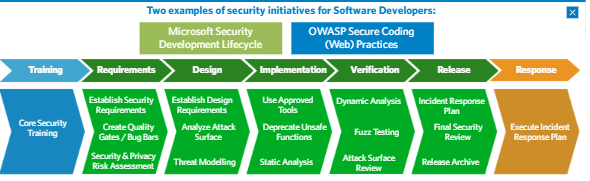 Two examples of security initiatives for Software Developers:
Microsoft Security
Development Lifecycle
OWASP Secure Coding
(Web) Practices
Training
Requirements
Design
Implementation
Verification
Release
Response
Core Security
Training
Establish Security
Requirements
Create Quality
Gates / Bug Bars
Security & Privacy
Risk Assessment
Establish Design
Requirements
Analyze Attack
Surface
Threat Modelling
Use Approved
Tools
Deprecate Unsafe
Functions
Static Analysis
Dynamic Analysis
Fuzz Testing
Attack Surface
Review
Incident Response
Plan
Final Security
Review
Release Archive
Execute Incident
Response Plan